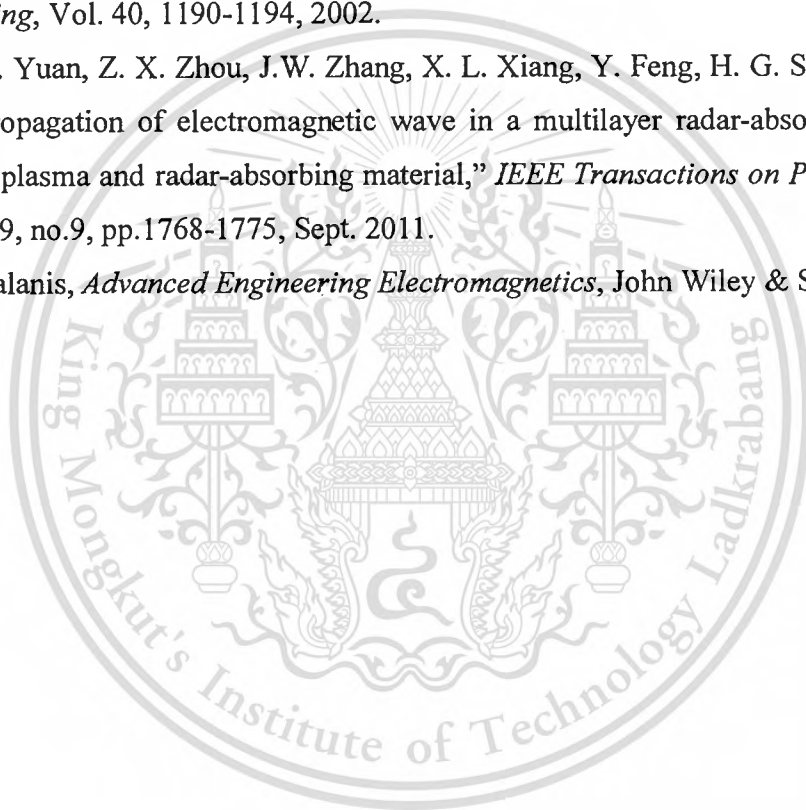 ing, Vol. 40, 1190-1194, 2002.
. Yuan, Z. X. Zhou, J.W. Zhang, X. L. Xiang, Y. Feng, H. G. S
opagation of electromagnetic wave in a multilayer radar-abso
plasma and radar-absorbing material,” IEEE Transactions on P
9, no.9, pp.1768-1775, Sept. 2011.
alanis, Advanced Engineering Electromagnetics, John Wiley & S
King Mongkut's Institute of Technology Ladkrabang